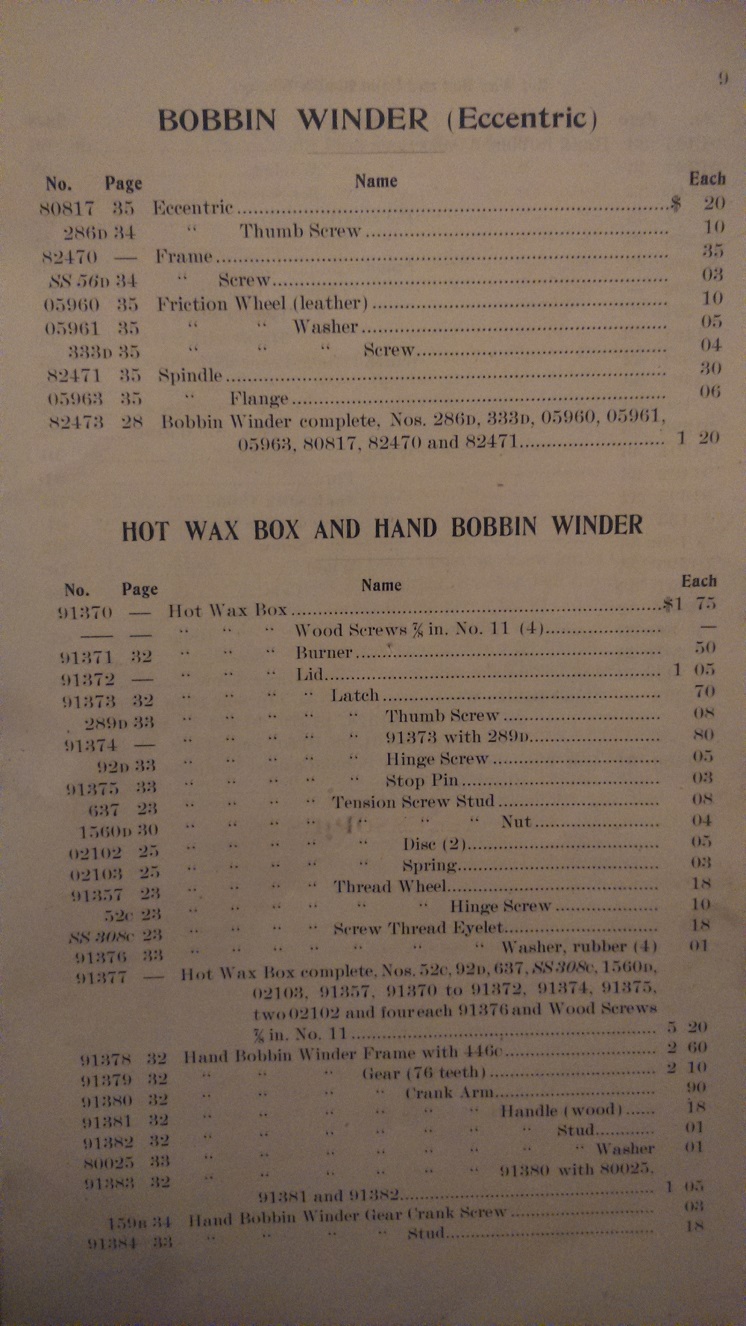 9
BOBBIN WINDER (Eccentric)
No. Page Name Each
80817 35 Eccentric $ 20
286D 34 " Thumb Screw 10
82470 — Frame 35
SS 56D 34 " Screw 03
05960 35 Friction Wheel (leather) 10
05961 35 " " Washer 05
333D 35 " " " Screw 04
82471 35 Spindle 30
05963 35 " Flange 06
82473 28 Bobbin Winder complete, Nos. 286D, 333D, 05960, 05961,
05963, 80817, 82470 and 82471 1 20
HOT WAX BOX AND HAND BOBBIN WINDER
No. Page Name Each
91370 — Hot Wax Box $1 75
— — " " " Wood Screws ⅞ in. No. 11 (4) —
91371 32 " " " Burner 50
91372 — " " " Lid 1 05
91373 32 " " " " Latch 70
289D 33 " " " " " Thumb Screw 08
91374 — " " " " " 91373 with 289D 80
92D 33 " " " " " Hinge Screw 05
91375 33 " " " " " Stop Pin 03
637 23 " " " " Tension Screw Stud 08
1560D 30 " " " " " " " Nut 04
02102 25 " " " " " Disc (2) 05
02103 25 " " " " " Spring 03
91357 23 " " " " Thread Wheel 18
52C 23 " " " " " " Hinge Screw 10
SS 308C 23 " " " " Screw Thread Eyelet 18
91376 33 " " " " " " " Washer, rubber (4) 01
91377 — Hot Wax Box complete, Nos. 52C, 92D, 637, SS 308C, 1560D,
02103, 91357, 91370 to 91372, 91374, 91375,
two 02102 and four each 91376 and Wood Screws
⅞ in. No. 11 5 20
91378 32 Hand Bobbin Winder Frame with 446C 2 60
91379 32 " " " Gear (76 teeth) 2 10
91380 32 " " " " Crank Arm 90
91381 32 " " " " " " Handle (wood) 18
91382 32 " " " " " " " Stud 01
80025 33 " " " " " " " " Washer 01
91383 32 " " " " " " 91380 with 80025,
91381 and 91382 1 05
34 Hand Bobbin Winder Gear Crank Screw 03
91384 33 " " " " Stud 18